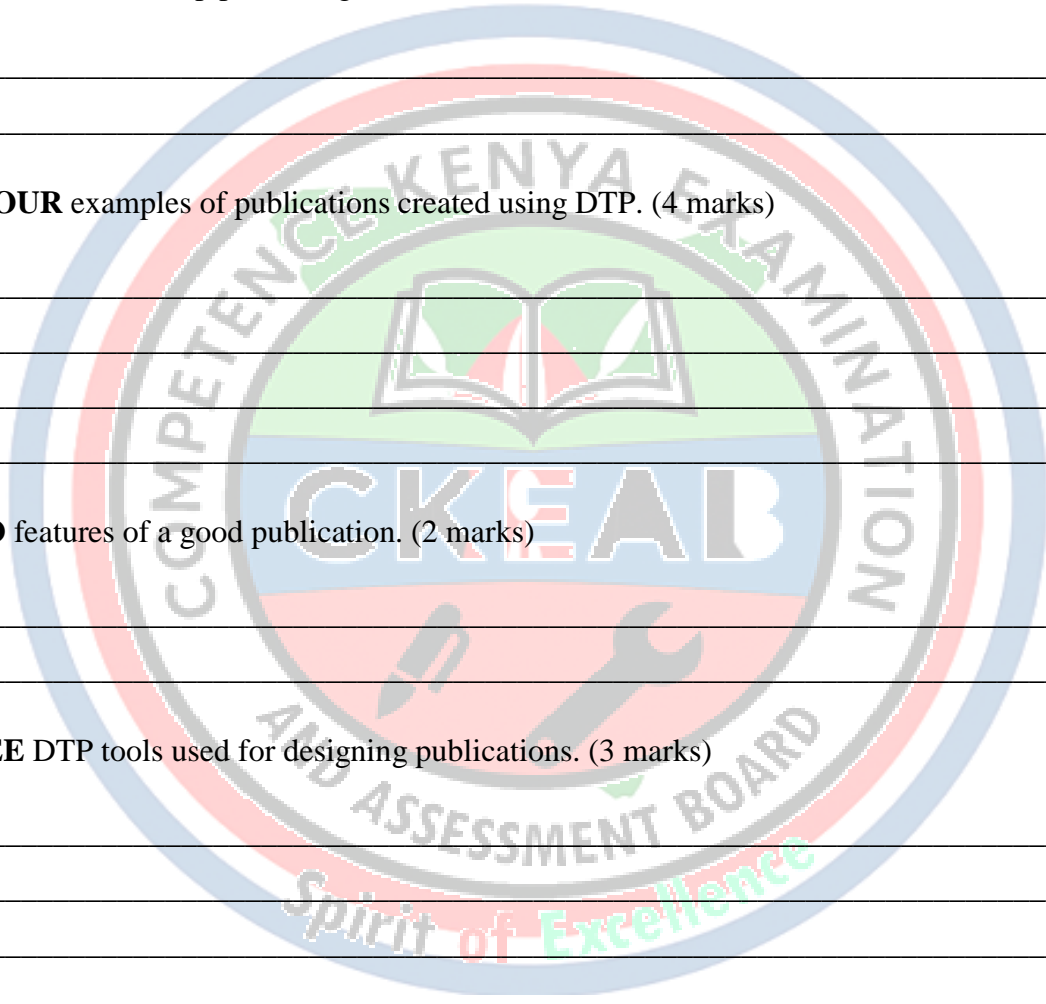 OUR examples of publications created using DTP. (4 marks)
features of a good publication. (2 marks)
EE DTP tools used for designing publications. (3 marks)
COMPETENCE KENYA EXAMINATION
CKEAB
AND ASSESSMENT BOARD
Spirit of Excellence